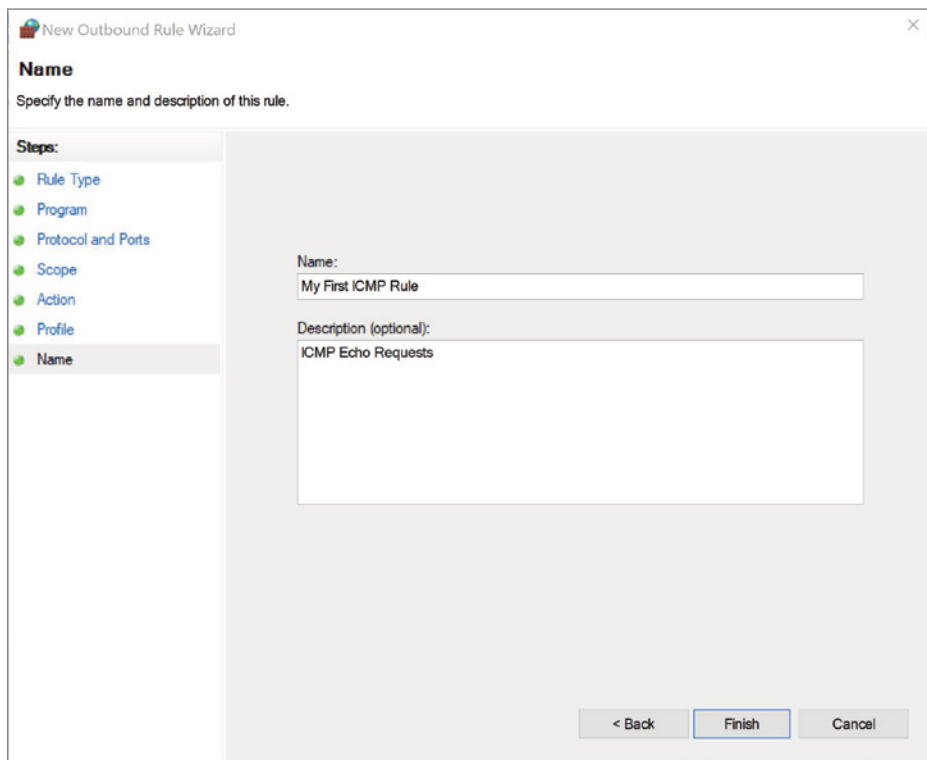 New Outbound Rule Wizard
Name
Specify the name and description of this rule.
Steps:
Rule Type
Program
Protocol and Ports
Scope
Action
Profile
Name
Name:
My First ICMP Rule
Description (optional):
ICMP Echo Requests
< Back Finish Cancel